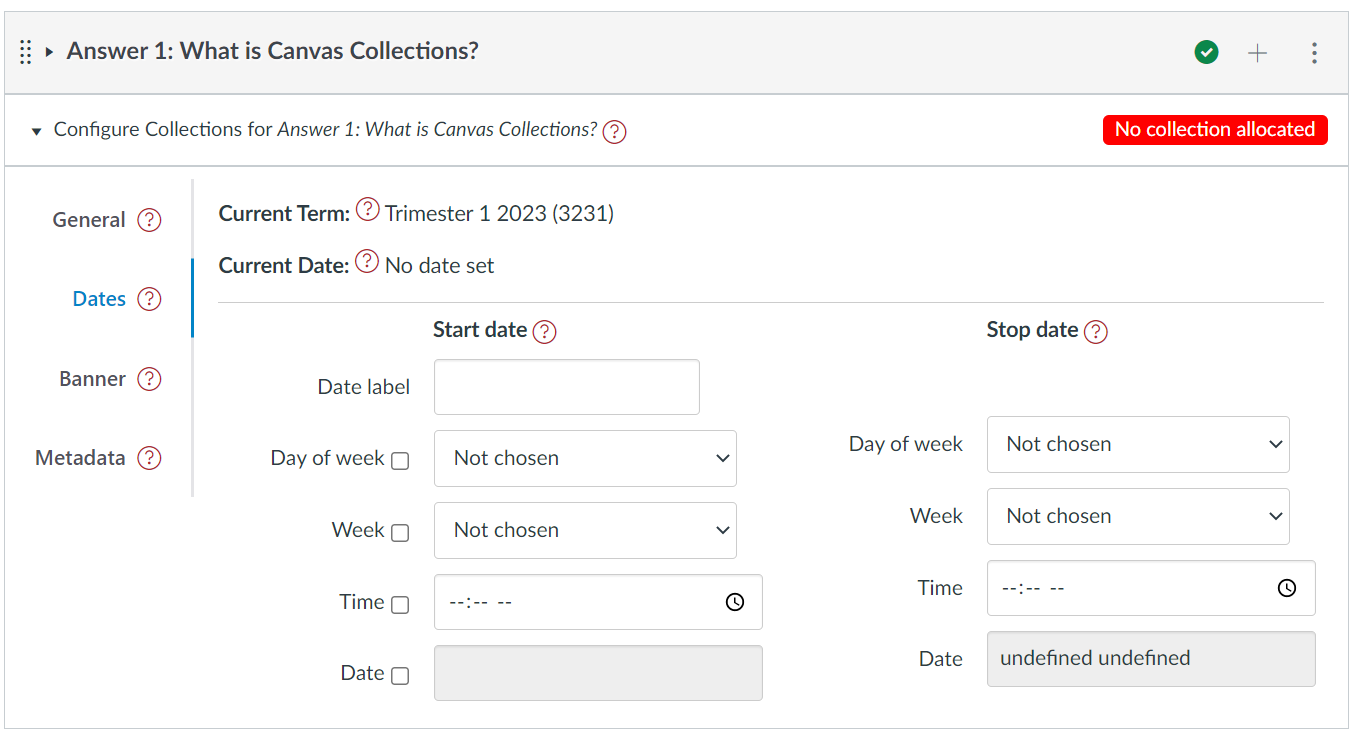 Answer 1: What is Canvas Collections?
Configure Collections for Answer 1: What is Canvas Collections? ?
No collection allocated
General ?
Dates ?
Banner ?
Metadata ?
Current Term: ? Trimester 1 2023 (3231)
Current Date: ? No date set
Start date ?
Date label
Day of week Not chosen
Week Not chosen
Time --:-- --
Date
Stop date ?
Day of week Not chosen
Week Not chosen
Time --:-- --
Date undefined undefined